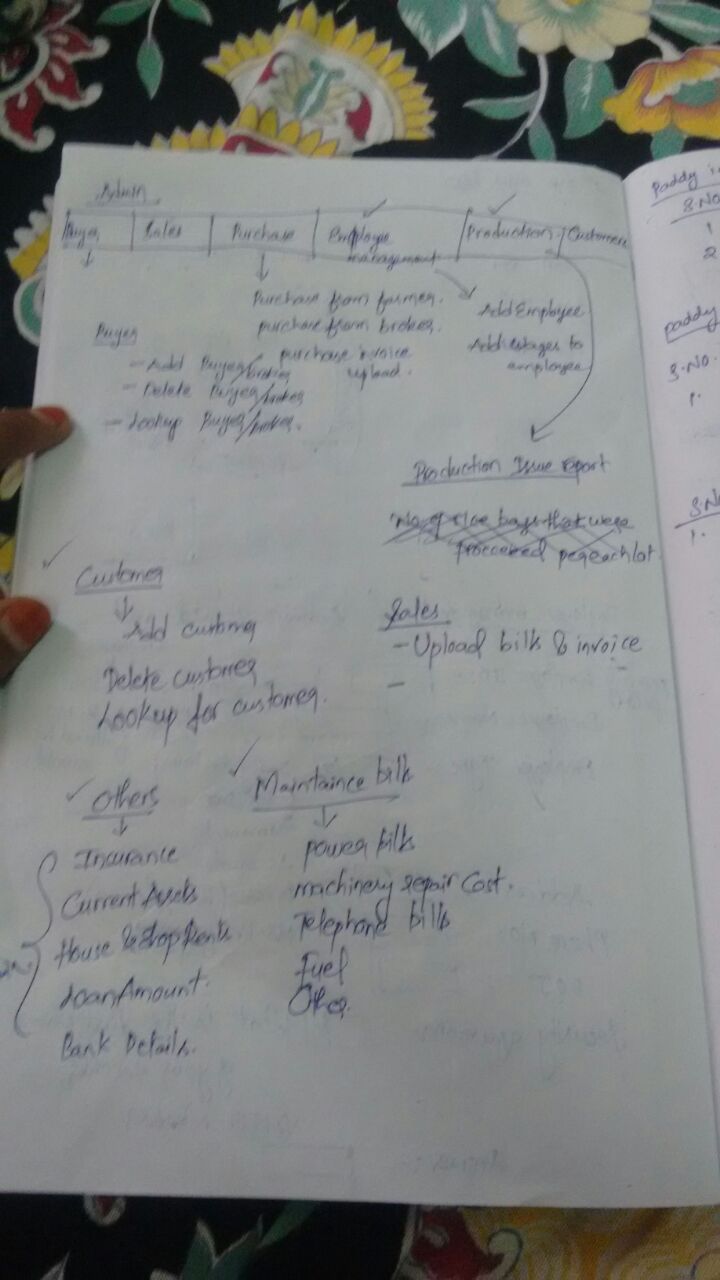 Admin
Buyer Sales Purchase Employee management Production Customers
Purchase from farmer.
purchase from broker.
purchase invoice upload.
Add Employee
Add wages to employee
Buyer
- Add Buyer/broker
- Delete Buyer/broker
- Lookup Buyer/broker.
Production Issue report
No of rice bags that were
processed per each lot.
Customer
Add customer
Delete customer
Lookup for customer.
Sales
- Upload bills & invoice
-
Others
Insurance
Current Assets
House & Shop Rents
Loan Amount.
Bank Details.
Maintaince bills
power bills
machinery repair cost.
Telephone bills
Fuel
Other.
Paddy
S.No
1
2
paddy
S.No.
1.
S.No
1.